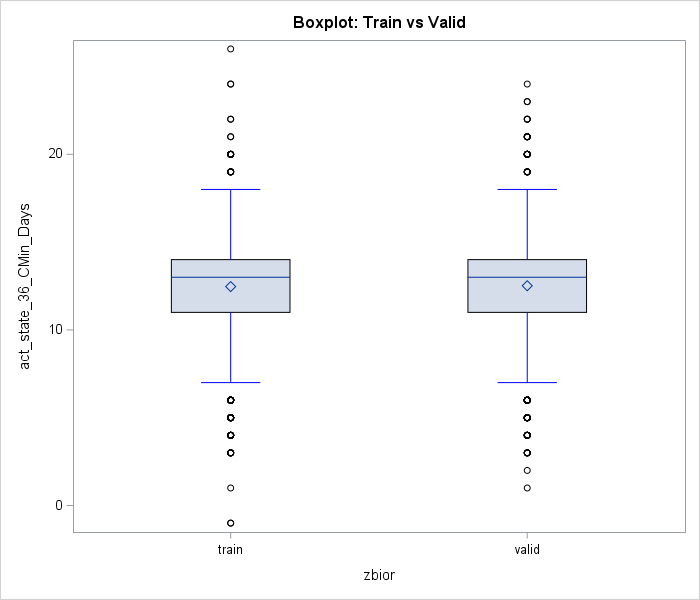 Boxplot: Train vs Valid
act_state_36_CMin_Days
20
10
0
train
valid
zbior